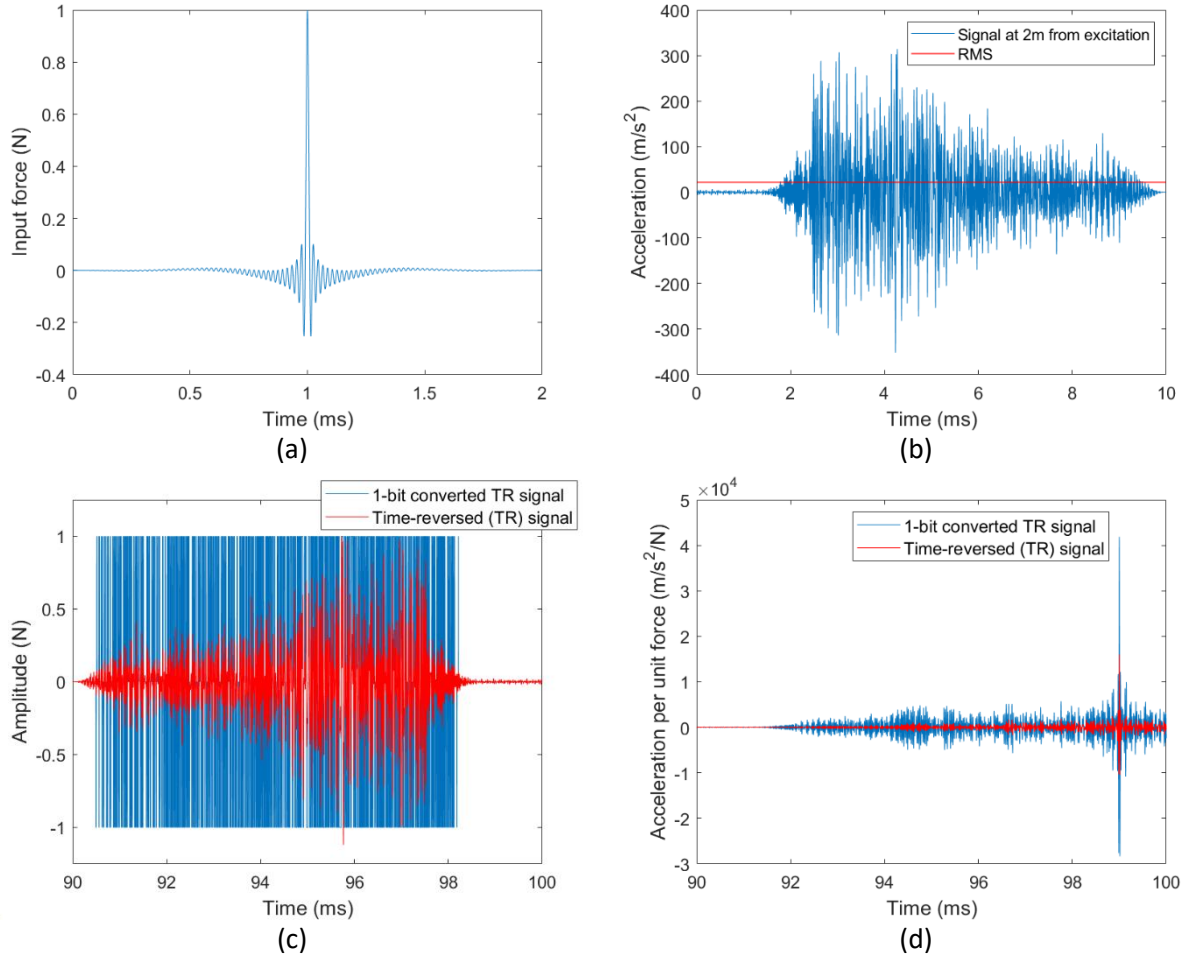 1
0.8
0.6
0.4
0.2
0
-0.2
-0.4
Input force (N)
0 0.5 1 1.5 2
Time (ms)
(a)
Signal at 2m from excitation
RMS
400
300
200
100
0
-100
-200
-300
-400
Acceleration (m/s²)
0 2 4 6 8 10
Time (ms)
(b)
1-bit converted TR signal
Time-reversed (TR) signal
1
0.5
0
-0.5
-1
Amplitude (N)
90 92 94 96 98 100
Time (ms)
(c)
×10⁴
1-bit converted TR signal
Time-reversed (TR) signal
5
4
3
2
1
0
-1
-2
-3
Acceleration per unit force (m/s²/N)
90 92 94 96 98 100
Time (ms)
(d)